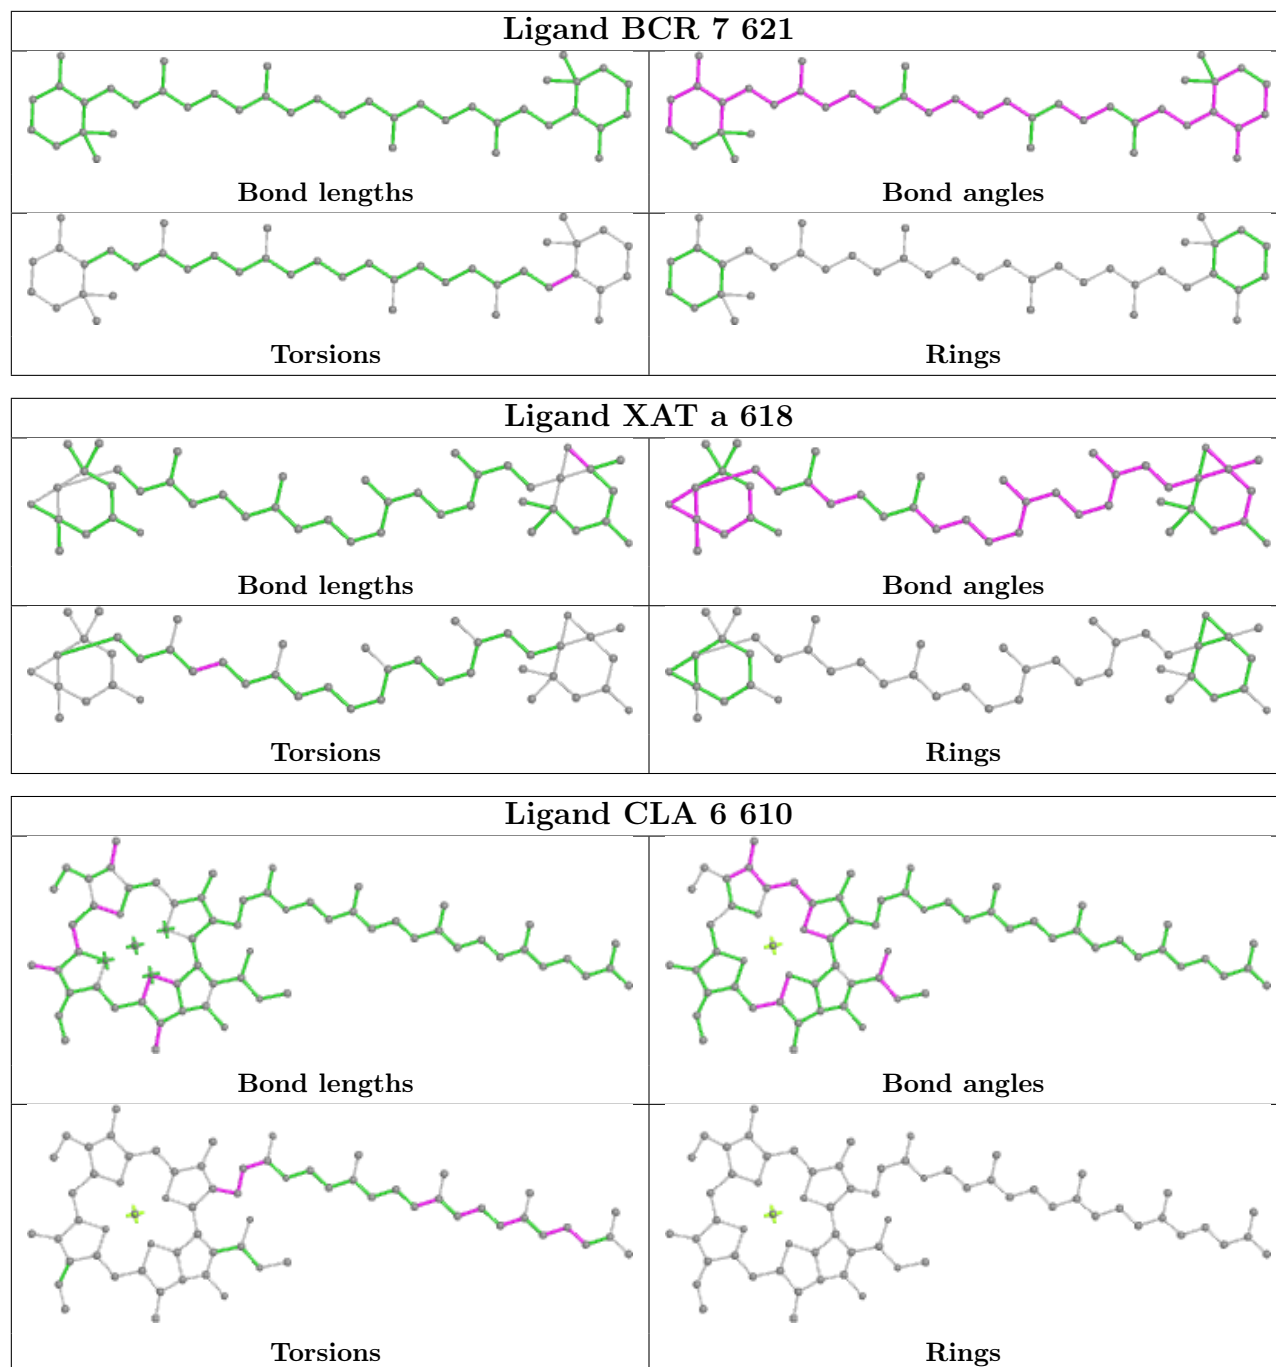 Ligand BCR 7 621
Bond lengths
Bond angles
Torsions
Rings
Ligand XAT a 618
Bond lengths
Bond angles
Torsions
Rings
Ligand CLA 6 610
Bond lengths
Bond angles
Torsions
Rings